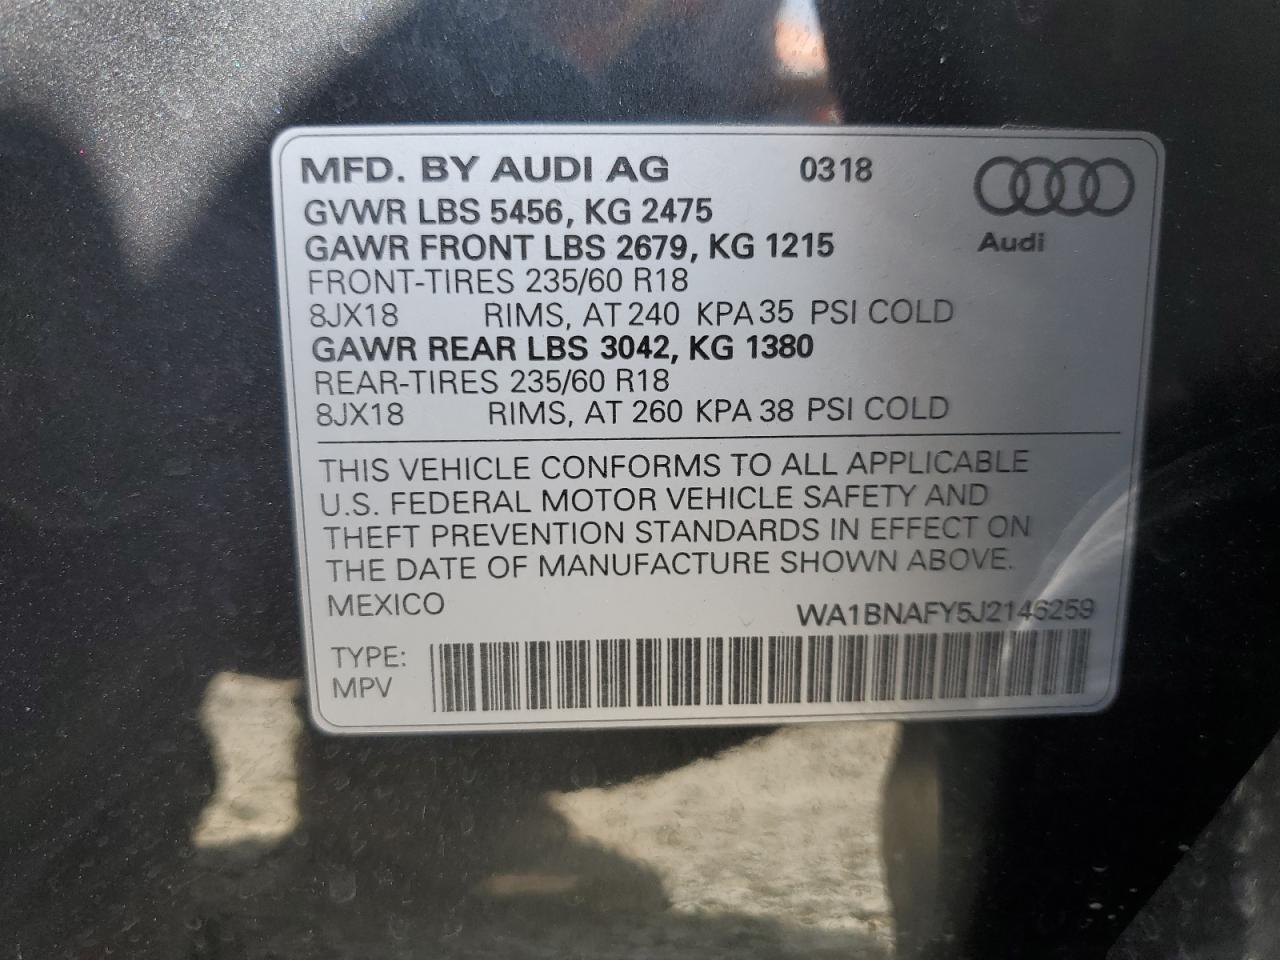 MFD. BY AUDI AG 0318
GVWR LBS 5456, KG 2475
GAWR FRONT LBS 2679, KG 1215
Audi
FRONT-TIRES 235/60 R18
8JX18 RIMS, AT 240 KPA 35 PSI COLD
GAWR REAR LBS 3042, KG 1380
REAR-TIRES 235/60 R18
8JX18 RIMS, AT 260 KPA 38 PSI COLD
THIS VEHICLE CONFORMS TO ALL APPLICABLE
U.S. FEDERAL MOTOR VEHICLE SAFETY AND
THEFT PREVENTION STANDARDS IN EFFECT ON
THE DATE OF MANUFACTURE SHOWN ABOVE.
MEXICO WA1BNAFY5J2146259
TYPE:
MPV